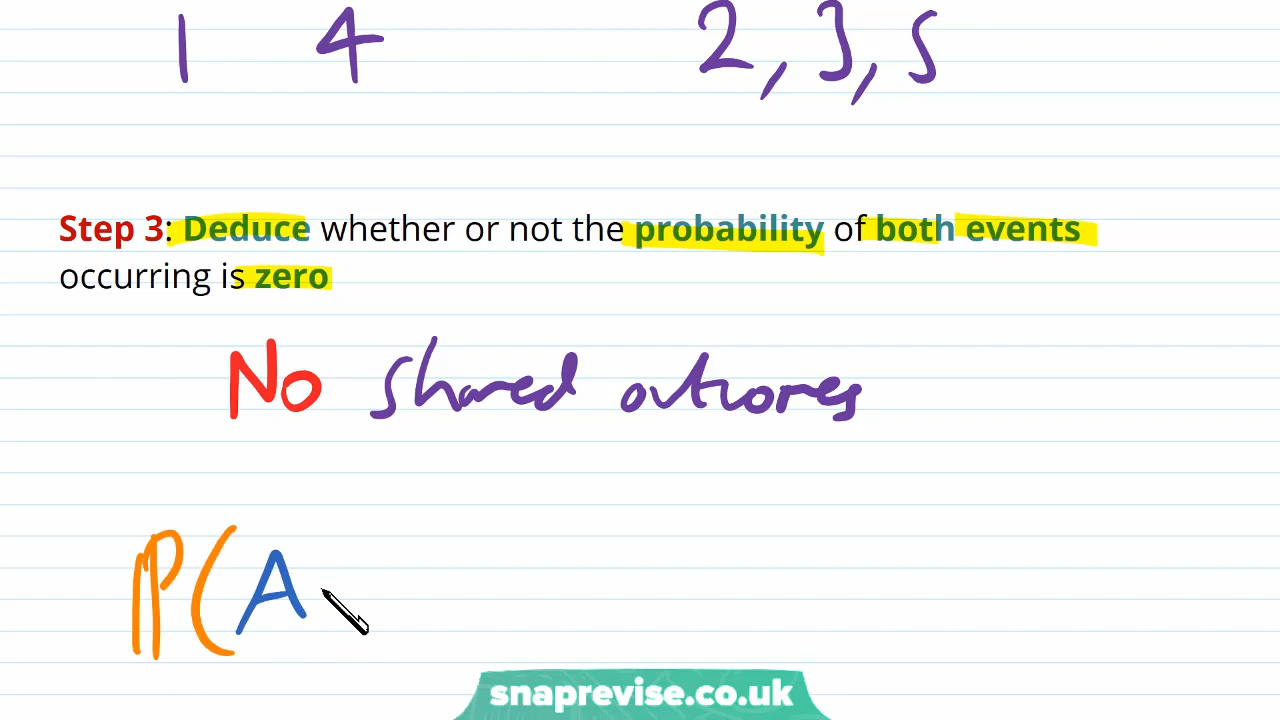 1 4 2, 3, 5
Step 3: Deduce whether or not the probability of both events
occurring is zero
No shared outcomes
P(A
snaprevise.co.uk